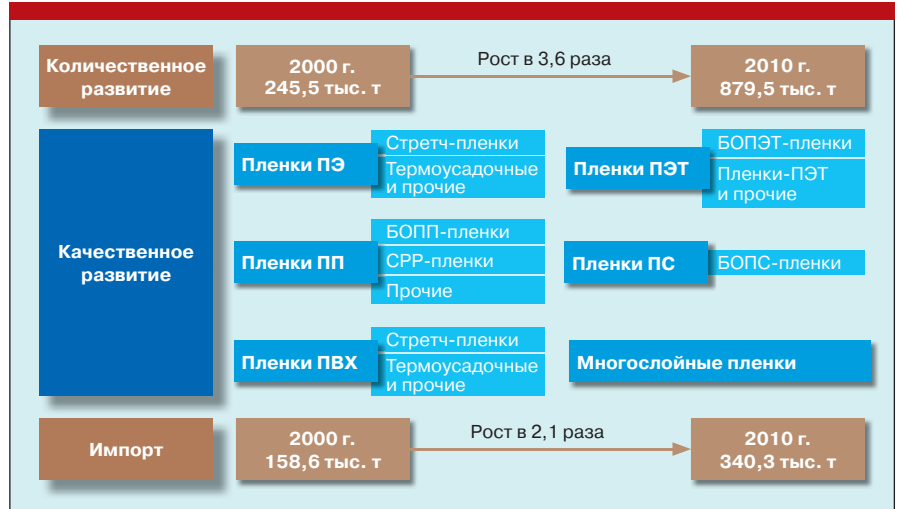 Количественное
развитие
2000 г.
245,5 тыс. т
Рост в 3,6 раза
2010 г.
879,5 тыс. т
Качественное
развитие
Пленки ПЭ
Стретч-пленки
Термоусадочные
и прочие
Пленки ПЭТ
БОПЭТ-пленки
Пленки-ПЭТ
и прочие
Пленки ПП
БОПП-пленки
СРР-пленки
Прочие
Пленки ПС
БОПС-пленки
Пленки ПВХ
Стретч-пленки
Термоусадочные
и прочие
Многослойные пленки
Импорт
2000 г.
158,6 тыс. т
Рост в 2,1 раза
2010 г.
340,3 тыс. т